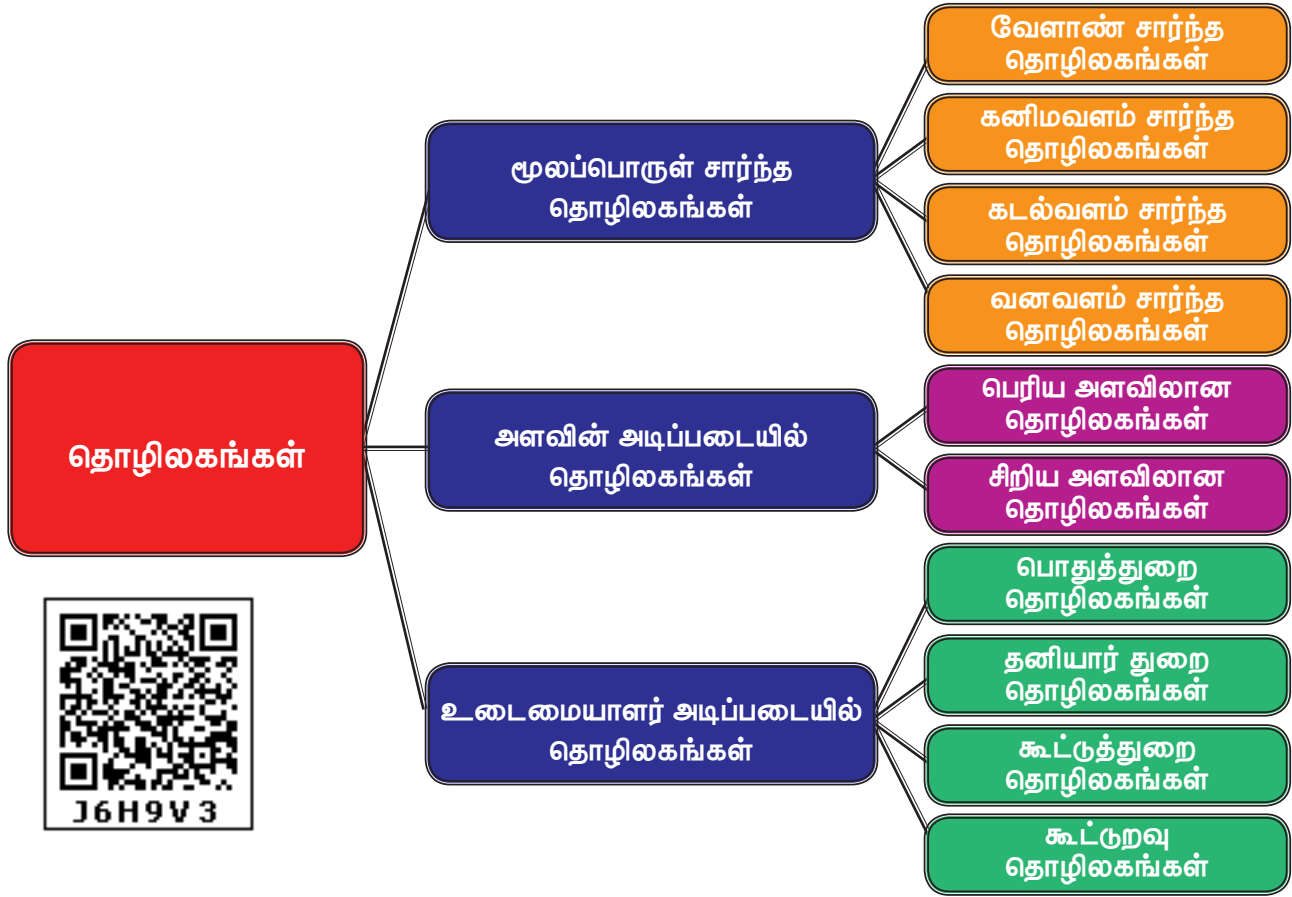 தொழிலகங்கள்
மூலப்பொருள் சார்ந்த
தொழிலகங்கள்
வேளாண் சார்ந்த
தொழிலகங்கள்
கனிமவளம் சார்ந்த
தொழிலகங்கள்
கடல்வளம் சார்ந்த
தொழிலகங்கள்
வனவளம் சார்ந்த
தொழிலகங்கள்
அளவின் அடிப்படையில்
தொழிலகங்கள்
பெரிய அளவிலான
தொழிலகங்கள்
சிறிய அளவிலான
தொழிலகங்கள்
உடைமையாளர் அடிப்படையில்
தொழிலகங்கள்
பொதுத்துறை
தொழிலகங்கள்
தனியார் துறை
தொழிலகங்கள்
கூட்டுத்துறை
தொழிலகங்கள்
கூட்டுறவு
தொழிலகங்கள்
J6H9V3